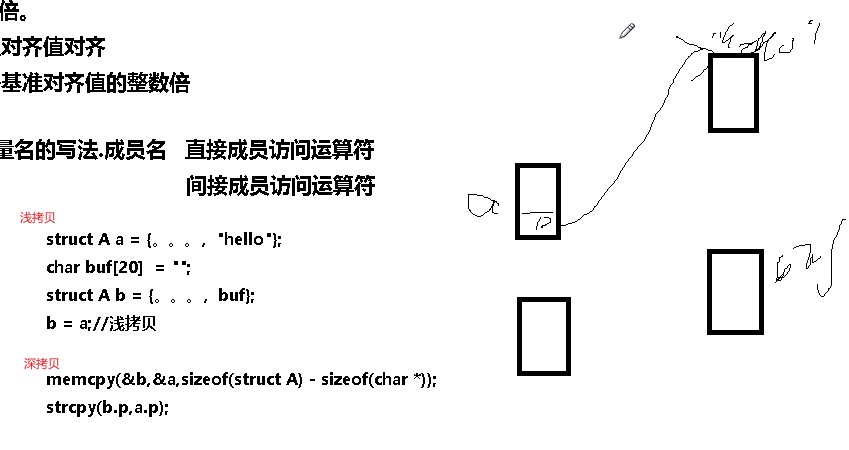 倍。
对齐值对齐
基准对齐值的整数倍
量名的写法.成员名 直接成员访问运算符
间接成员访问运算符
浅拷贝
struct A a = {。。。, "hello"};
char buf[20] = "";
struct A b = {。。。, buf};
b = a;//浅拷贝
深拷贝
memcpy(&b,&a,sizeof(struct A) - sizeof(char *));
strcpy(b.p,a.p);
a
p
buf